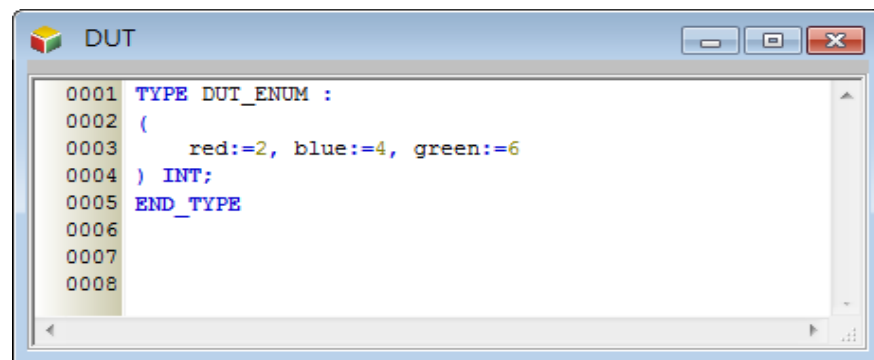 DUT
0001 TYPE DUT_ENUM :
0002 (
0003 red:=2, blue:=4, green:=6
0004 ) INT;
0005 END_TYPE
0006
0007
0008